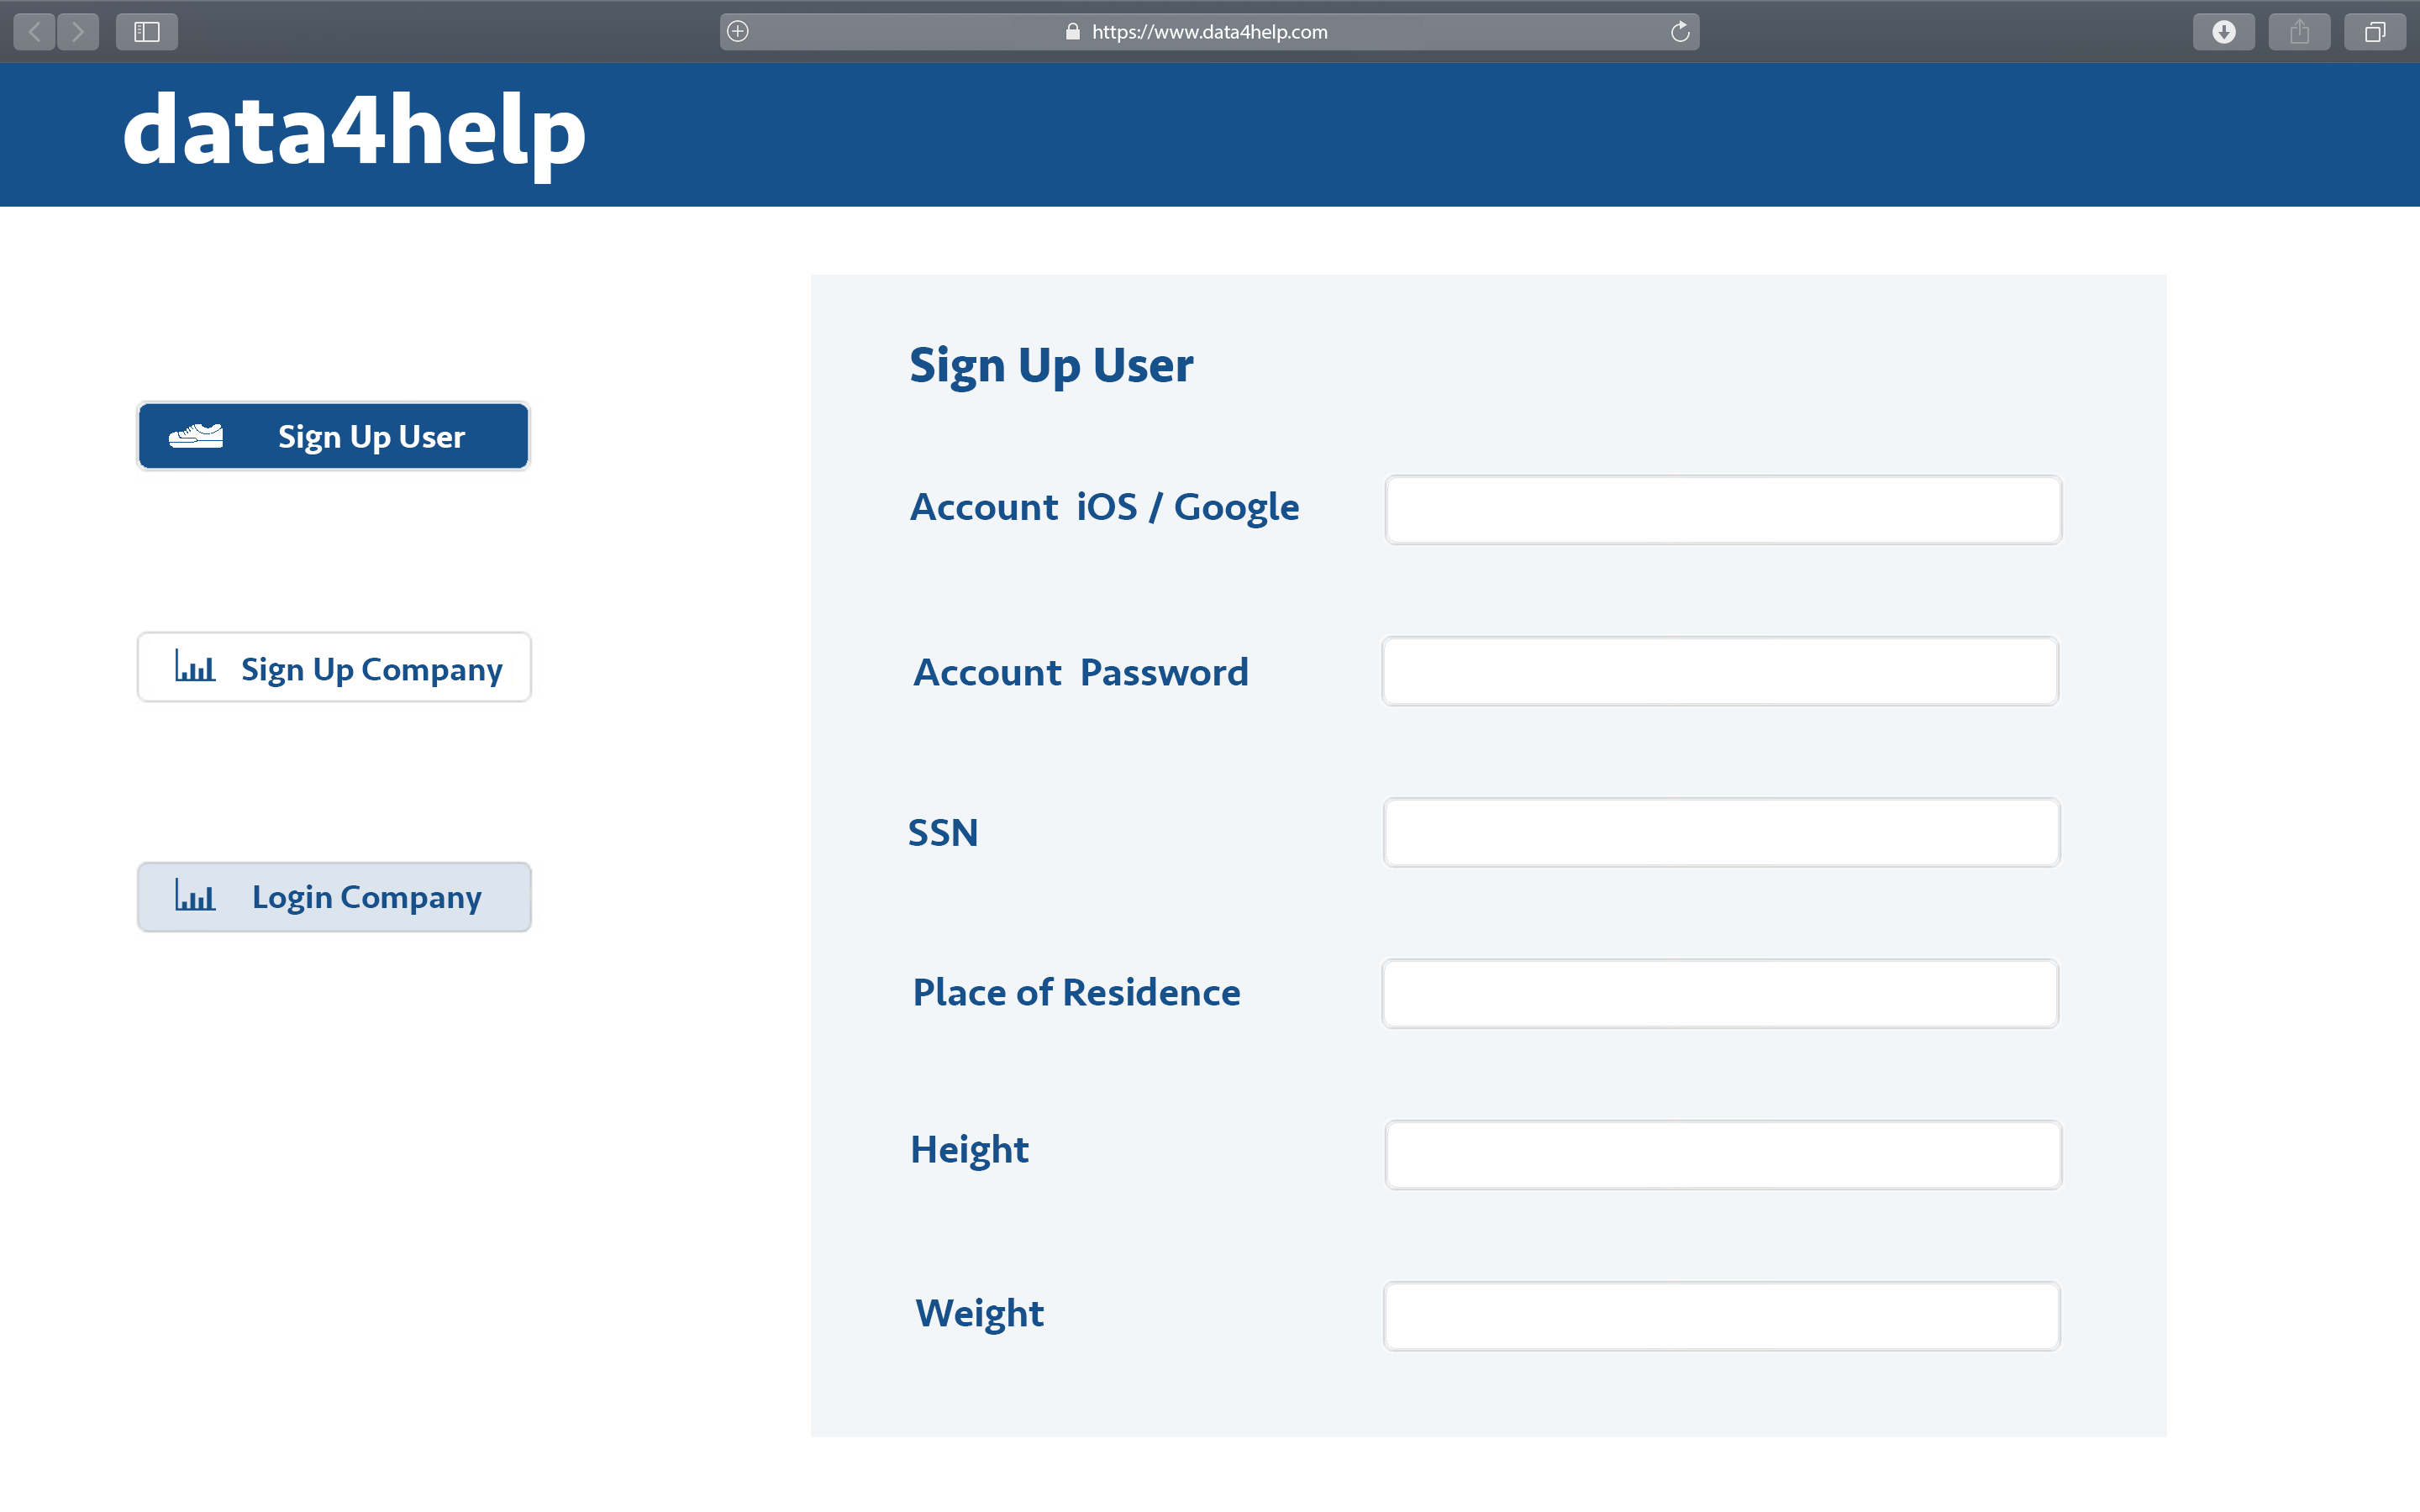 https://www.data4help.com
data4help
Sign Up User
Sign Up Company
Login Company
Sign Up User
Account iOS / Google
Account Password
SSN
Place of Residence
Height
Weight